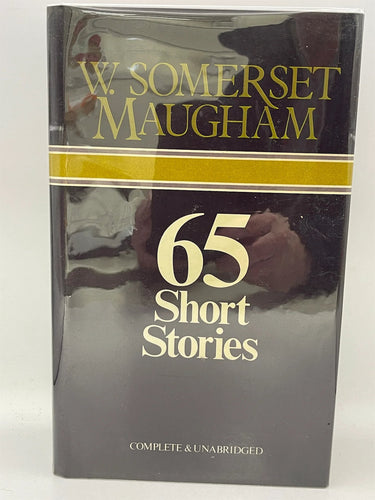 W. SOMERSET
MAUGHAM
65
Short
Stories
COMPLETE & UNABRIDGED